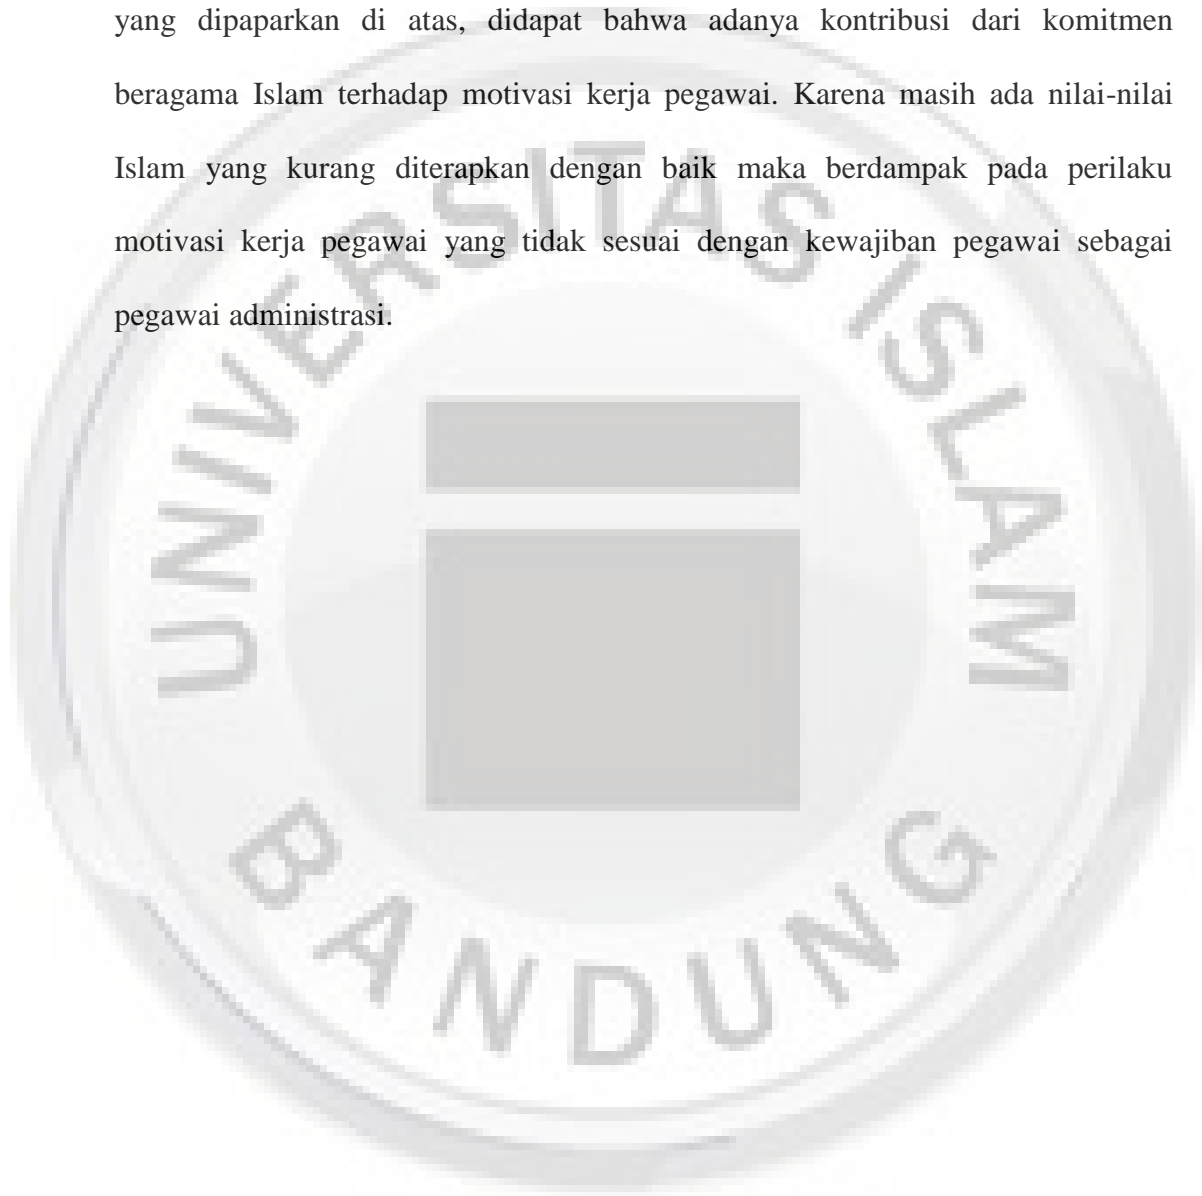 yang dipaparkan di atas, didapat bahwa adanya kontribusi dari komitmen
beragama Islam terhadap motivasi kerja pegawai. Karena masih ada nilai-nilai
Islam yang kurang diterapkan dengan baik maka berdampak pada perilaku
motivasi kerja pegawai yang tidak sesuai dengan kewajiban pegawai sebagai
pegawai administrasi.
UNIVERSITAS ISLAM
BANDUNG